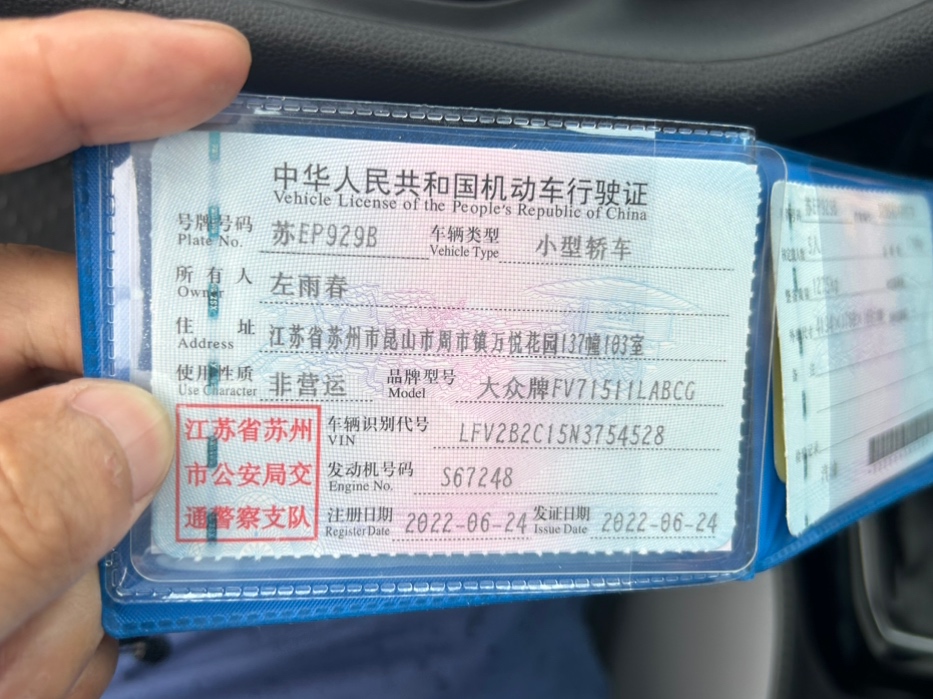 中华人民共和国机动车行驶证
Vehicle License of the People's Republic of China
号牌号码 苏EP929B 车辆类型 小型轿车
Plate No. Vehicle Type
所有人 左雨春
Owner
住址 江苏省苏州市昆山市周市镇万悦花园137幢103室
Address
使用性质 非营运 品牌型号 大众牌FV71511LABCG
Use Character Model
江苏省苏州
市公安局交
通警察支队
车辆识别代号 LFV2B2C15N3754528
VIN
发动机号码 S67248
Engine No.
注册日期 2022-06-24 发证日期 2022-06-24
Register Date Issue Date